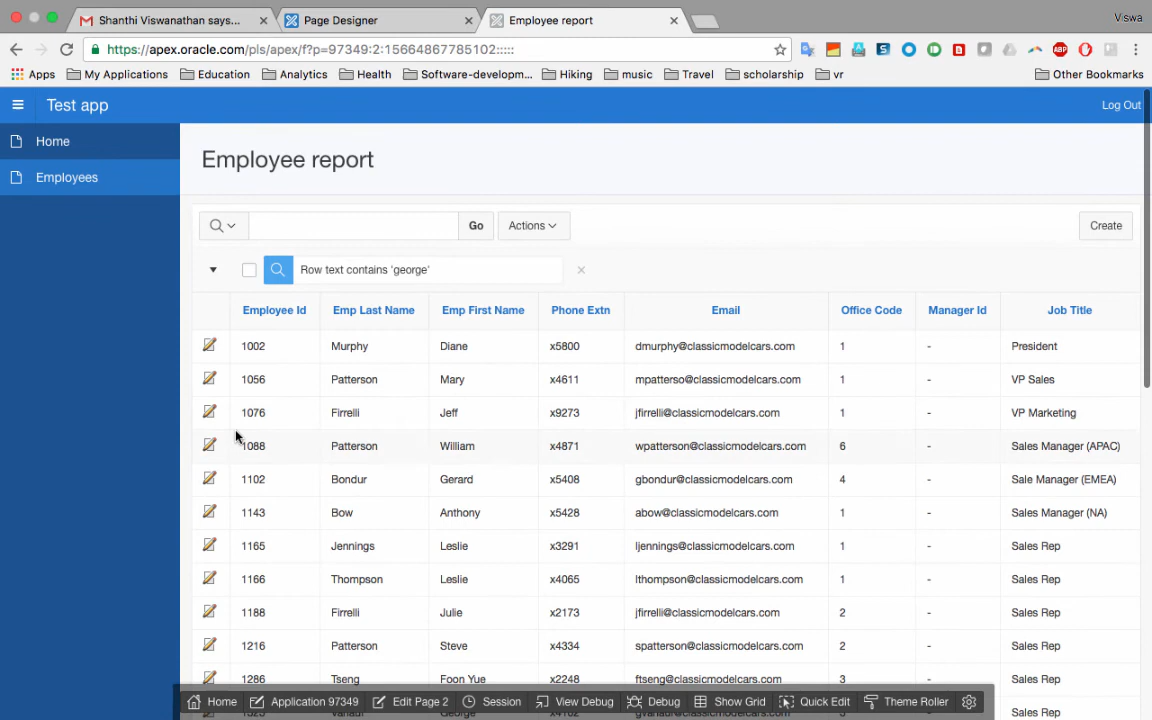 Shanthi Viswanathan says...
Page Designer
Employee report
Viswa
https://apex.oracle.com/pls/apex/f?p=97349:2:15664867785102:::::
Apps My Applications Education Analytics Health Software-developm... Hiking music Travel scholarship vr Other Bookmarks
Test app
Log Out
Home
Employees
Employee report
Go Actions Create
Row text contains 'george'
Employee Id Emp Last Name Emp First Name Phone Extn Email Office Code Manager Id Job Title
1002 Murphy Diane x5800 dmurphy@classicmodelcars.com 1 - President
1056 Patterson Mary x4611 mpatterso@classicmodelcars.com 1 - VP Sales
1076 Firrelli Jeff x9273 jfirrelli@classicmodelcars.com 1 - VP Marketing
1088 Patterson William x4871 wpatterson@classicmodelcars.com 6 - Sales Manager (APAC)
1102 Bondur Gerard x5408 gbondur@classicmodelcars.com 4 - Sale Manager (EMEA)
1143 Bow Anthony x5428 abow@classicmodelcars.com 1 - Sales Manager (NA)
1165 Jennings Leslie x3291 ljennings@classicmodelcars.com 1 - Sales Rep
1166 Thompson Leslie x4065 lthompson@classicmodelcars.com 1 - Sales Rep
1188 Firrelli Julie x2173 jfirrelli@classicmodelcars.com 2 - Sales Rep
1216 Patterson Steve x4334 spatterson@classicmodelcars.com 2 - Sales Rep
1286 Tseng Foon Yue x2248 ftseng@classicmodelcars.com 3 - Sales Rep
Home Application 97349 Edit Page 2 Session View Debug Debug Show Grid Quick Edit Theme Roller
Sales Rep